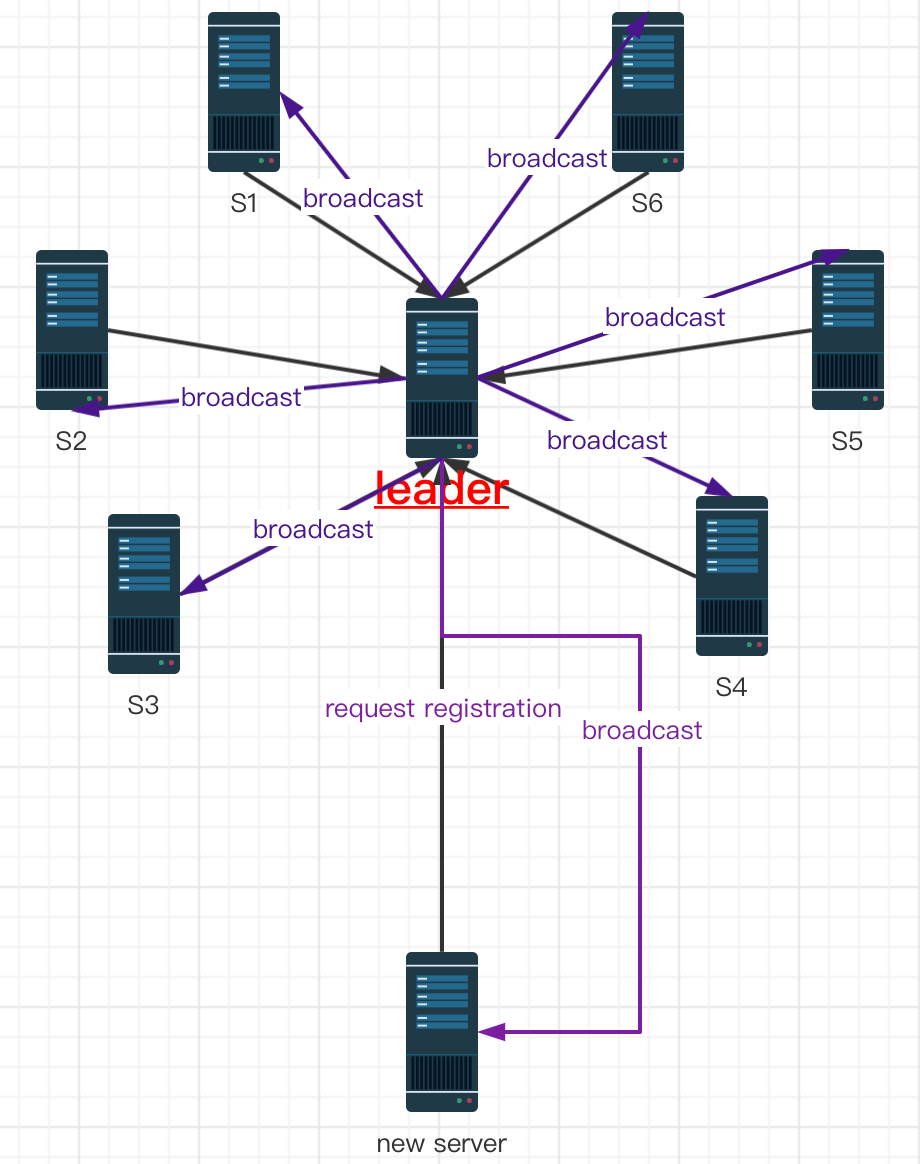 broadcast
S1
S6
broadcast
broadcast
broadcast
S2
broadcast
S5
leader
broadcast
S4
S3
request registration
broadcast
new server